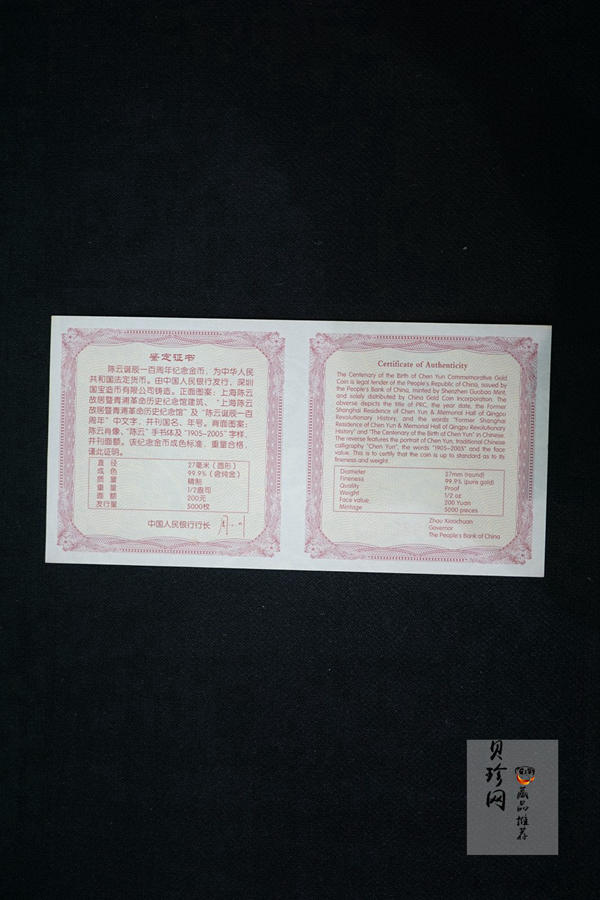 鉴定证书
陈云诞辰一百周年纪念金币,为中华人民
共和国法定货币。由中国人民银行发行,深圳
国宝造币有限公司铸造。正面图案:上海陈云
故居暨青浦革命历史纪念馆建筑、“上海陈云
故居暨青浦革命历史纪念馆”及“陈云诞辰一百
周年”中文字,并刊国名、年号。背面图案:
陈云肖像、“陈云”手书体及“1905-2005”字样,
并刊面额。该纪念金币成色标准,重量合格,
谨此证明。
直径 27毫米(圆形)
成色 99.9%(含纯金)
质量 精制
重量 1/2盎司
面额 200元
发行量 5000枚
中国人民银行行长
Certificate of Authenticity
The Centenary of the Birth of Chen Yun Commemorative Gold
Coin is legal tender of the People's Republic of China, issued by
the People's Bank of China, minted by Shenzhen Guobao Mint,
and solely distributed by China Gold Coin Incorporation. The
obverse depicts the title of PRC, the year date, the Former
Shanghai Residence of Chen Yun & Memorial Hall of Qingpu
Revolutionary History, and the words "Former Shanghai
Residence of Chen Yun & Memorial Hall of Qingpu Revolutionary
History" and "The Centenary of the Birth of Chen Yun" in Chinese.
The reverse features the portrait of Chen Yun, traditional Chinese
calligraphy "Chen Yun", the words "1905-2005" and the face
value. This is to certify that the coin is up to standard as to its
fineness and weight.
Diameter 27mm (round)
Fineness 99.9% (pure gold)
Quality Proof
Weight 1/2 oz
Face value 200 Yuan
Mintage 5000 pieces
Zhou Xiaochuan
Governor
The People's Bank of China
贝珍网
藏品推荐